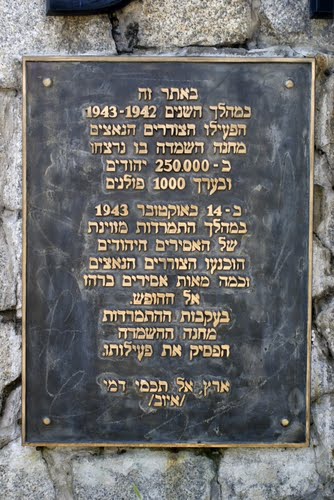 באתר זה
במהלך השנים 1943-1942
הפעילו הצוררים הנאצים
מחנה השמדה בו נרצחו
כ - 250.000 יהודים
ובערך 1000 פולנים
ב - 14 באוקטובר 1943
במהלך התמרדות מזוינת
של האסירים היהודים
הוכנעו הצוררים הנאצים
וכמה מאות אסירים ברחו
אל החופש.
בעקבות ההתמרדות
מחנה ההשמדה
הפסיק את פעילותו.
ארץ, אל תכסי דמי
/איוב/